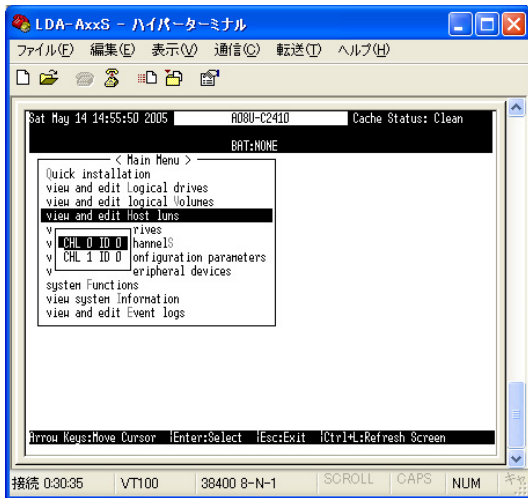 LDA-AxxS - ハイパーターミナル
ファイル(F) 編集(E) 表示(V) 通信(C) 転送(T) ヘルプ(H)
Sat May 14 14:55:50 2005 A08U-C2410 Cache Status: Clean
BAT:NONE
< Main Menu >
Quick installation
view and edit Logical drives
view and edit logical Volumes
view and edit Host luns
v rives
v CHL 0 ID 0 hannelS
v CHL 1 ID 0 onfiguration parameters
v eripheral devices
system Functions
view system Information
view and edit Event logs
Arrow Keys:Move Cursor |Enter:Select |Esc:Exit |Ctrl+L:Refresh Screen
接続 0:30:35 VT100 38400 8-N-1 SCROLL CAPS NUM